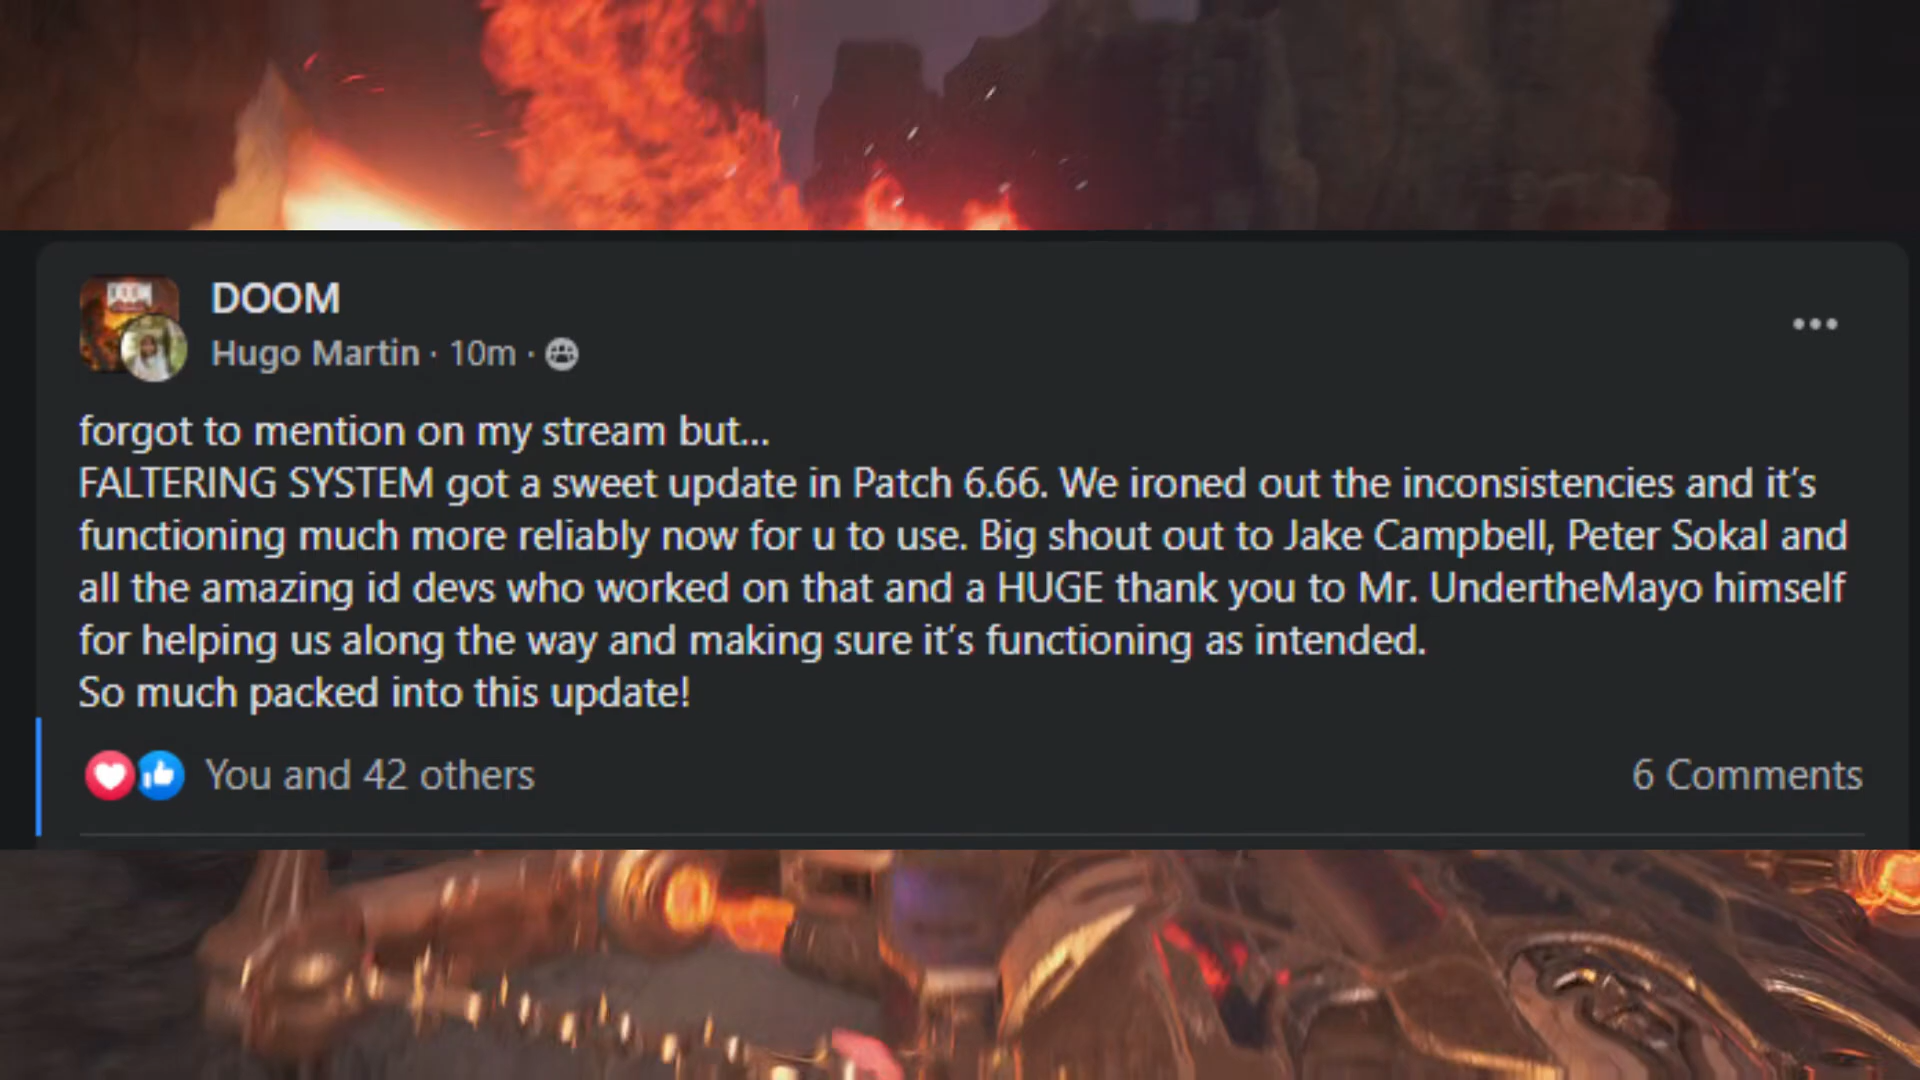 DOOM
DOOM
Hugo Martin · 10m ·
forgot to mention on my stream but...
FALTERING SYSTEM got a sweet update in Patch 6.66. We ironed out the inconsistencies and it's
functioning much more reliably now for u to use. Big shout out to Jake Campbell, Peter Sokal and
all the amazing id devs who worked on that and a HUGE thank you to Mr. UndertheMayo himself
for helping us along the way and making sure it's functioning as intended.
So much packed into this update!
You and 42 others
6 Comments